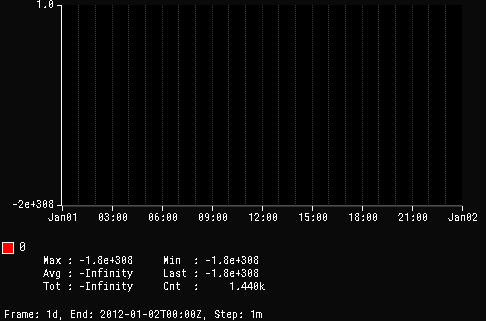 1.0
-2e+308
Jan01 03:00 06:00 09:00 12:00 15:00 18:00 21:00 Jan02
0
Max : -1.8e+308 Min : -1.8e+308
Avg : -Infinity Last : -1.8e+308
Tot : -Infinity Cnt : 1.440k
Frame: 1d, End: 2012-01-02T00:00Z, Step: 1m